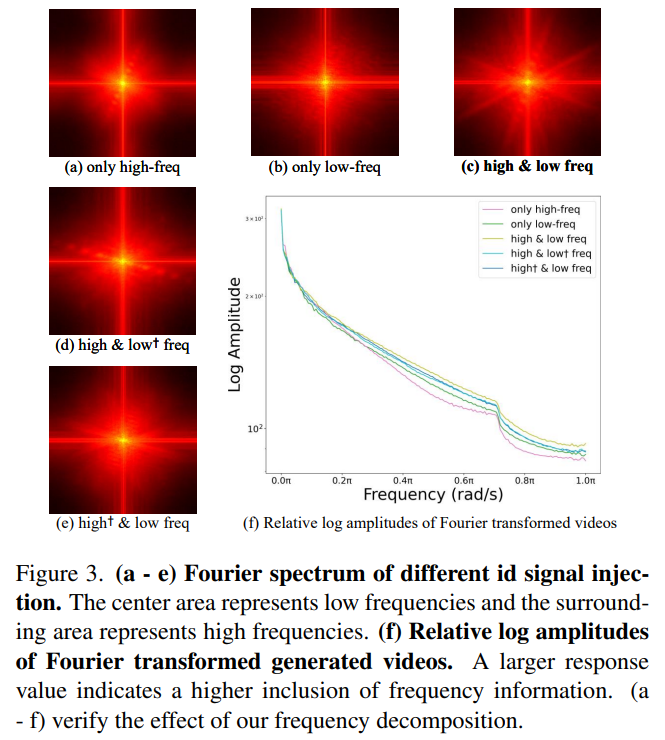 (a) only high-freq
(b) only low-freq
(c) high & low freq
(d) high & low† freq
(e) high† & low freq
only high-freq
only low-freq
high & low freq
high & low† freq
high† & low freq
3 × 10²
2 × 10²
10²
Log Amplitude
0.0π 0.2π 0.4π 0.6π 0.8π 1.0π
Frequency (rad/s)
(f) Relative log amplitudes of Fourier transformed videos
Figure 3. (a - e) Fourier spectrum of different id signal injec-
tion. The center area represents low frequencies and the surround-
ing area represents high frequencies. (f) Relative log amplitudes
of Fourier transformed generated videos. A larger response
value indicates a higher inclusion of frequency information. (a
- f) verify the effect of our frequency decomposition.